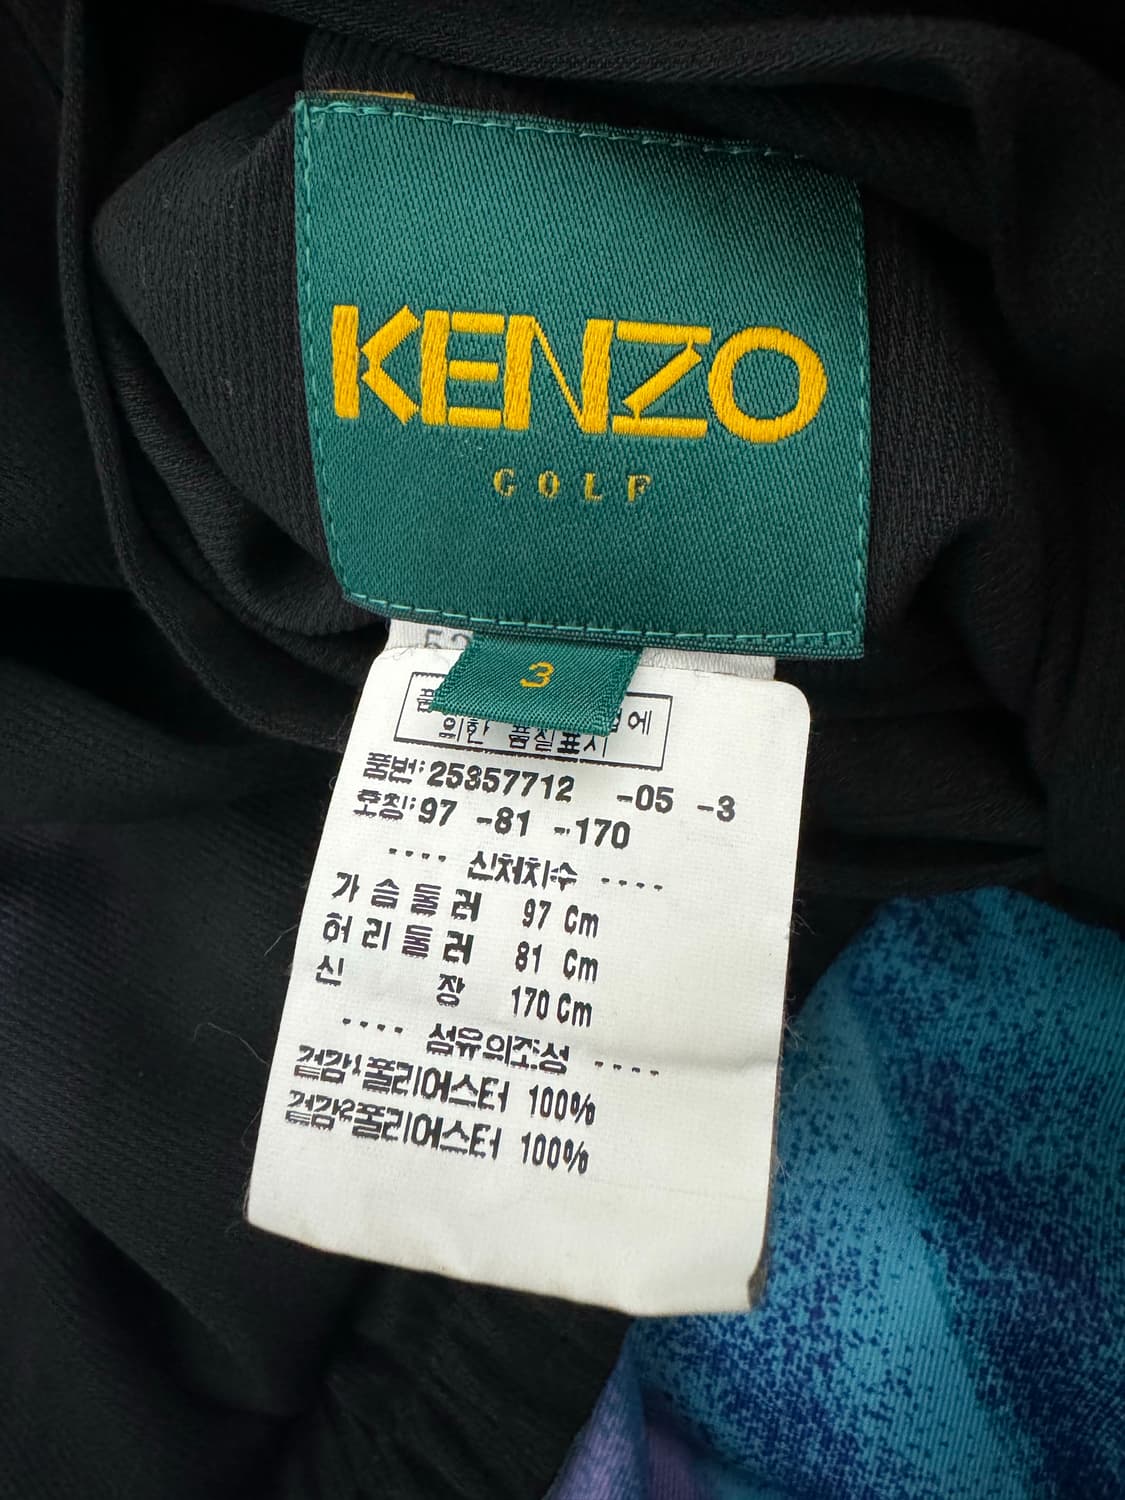 KENZO
GOLF
52
3
의한 품질표시
품번:25357712 -05 -3
호칭:97 -81 -170
.... 신체치수 ....
가슴둘레 97 Cm
허리둘레 81 Cm
신 장 170 Cm
.... 섬유의조성 ....
겉감1폴리에스터 100%
겉감2폴리에스터 100%